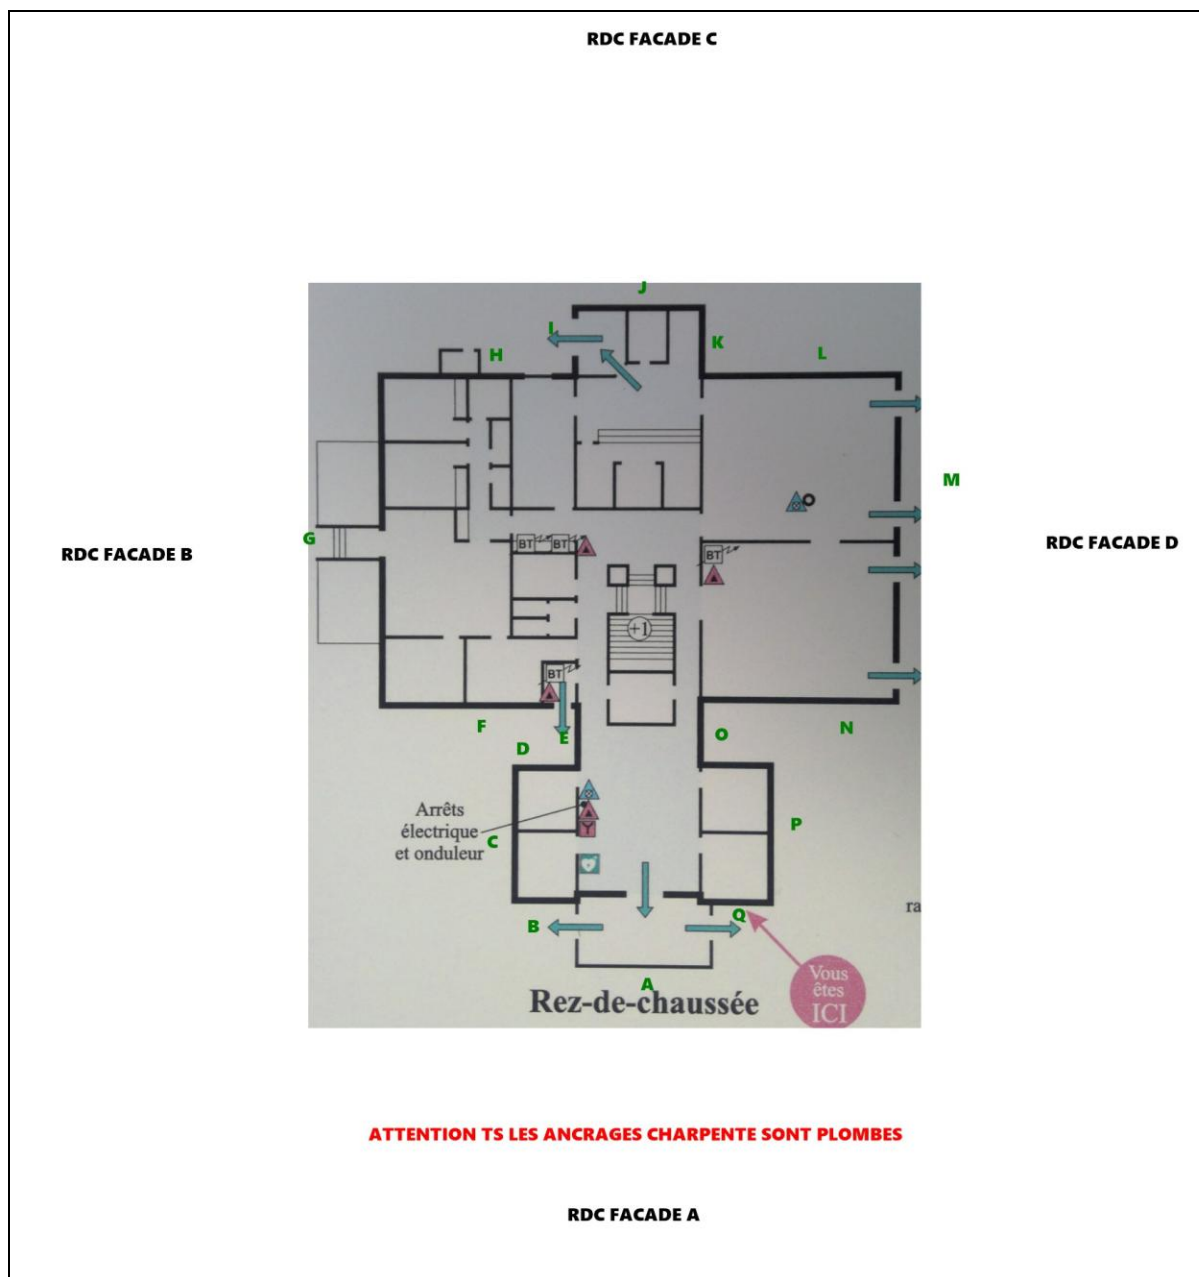 RDC FACADE C
J
I
K
H
L
M
G
RDC FACADE B
RDC FACADE D
BT
BT
BT
+1
BT
F
E
O
N
D
Arrêts
électrique
et onduleur
C
P
ra
B
Q
A
Rez-de-chaussée
Vous
êtes
ICI
ATTENTION TS LES ANCRAGES CHARPENTE SONT PLOMBES
RDC FACADE A